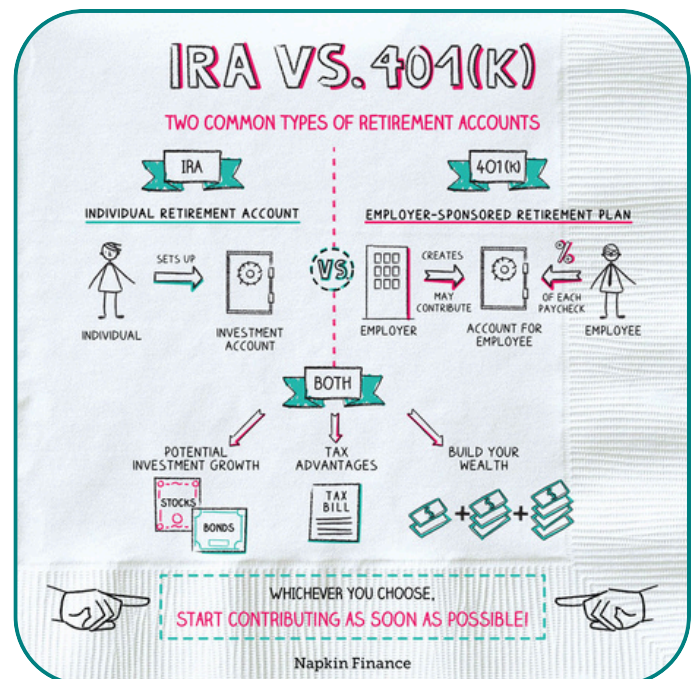 IRA VS. 401(K)
TWO COMMON TYPES OF RETIREMENT ACCOUNTS
IRA
INDIVIDUAL RETIREMENT ACCOUNT
INDIVIDUAL
SETS UP
INVESTMENT
ACCOUNT
VS
401(K)
EMPLOYER-SPONSORED RETIREMENT PLAN
EMPLOYER
CREATES
MAY
CONTRIBUTE
ACCOUNT FOR
EMPLOYEE
%
OF EACH
PAYCHECK
EMPLOYEE
BOTH
POTENTIAL
INVESTMENT GROWTH
STOCKS
BONDS
TAX
ADVANTAGES
TAX
BILL
BUILD YOUR
WEALTH
$ + $ + $
WHICHEVER YOU CHOOSE,
START CONTRIBUTING AS SOON AS POSSIBLE!
Napkin Finance